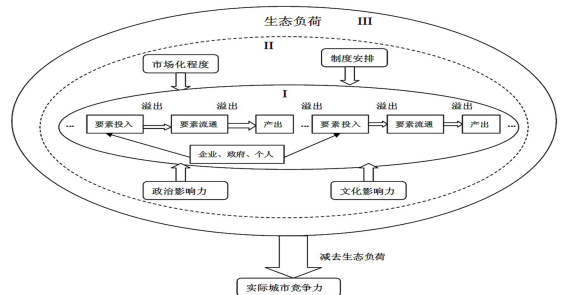 生态负荷 III
II
市场化程度 制度安排
I
溢出 溢出 溢出 溢出
... 要素投入 要素流通 产出 ... 要素投入 要素流通 产出 ...
企业、政府、个人
政治影响力 文化影响力
减去生态负荷
实际城市竞争力